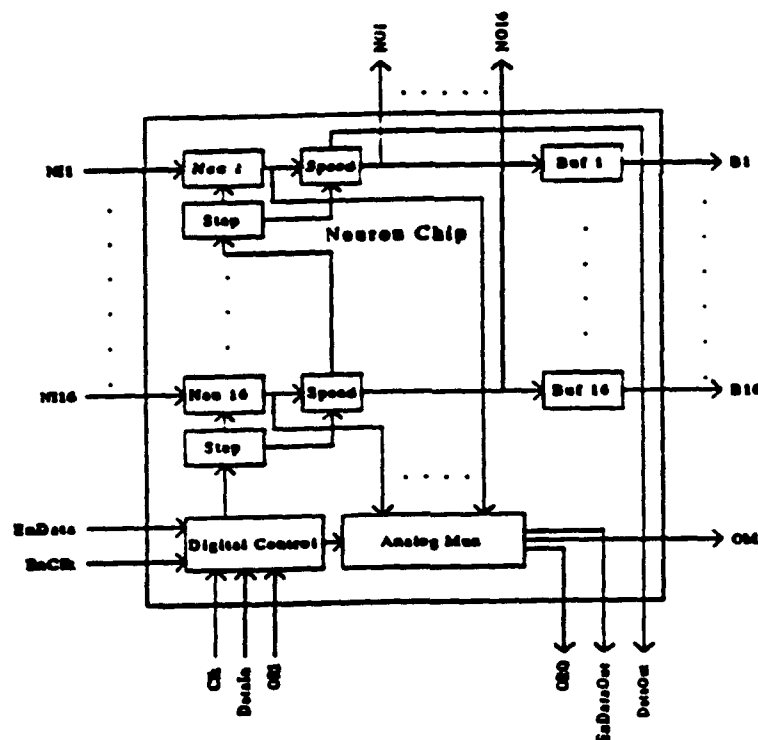 NO1
NO16
NI1
Neu 1
Speed
Buf 1
B1
Step
Neuron Chip
NI16
Neu 16
Speed
Buf 16
B16
Step
EnData
Digital Control
Analog Mux
OM
EnClk
Clk
DataIn
OEI
OEO
EnDataOut
DataOut